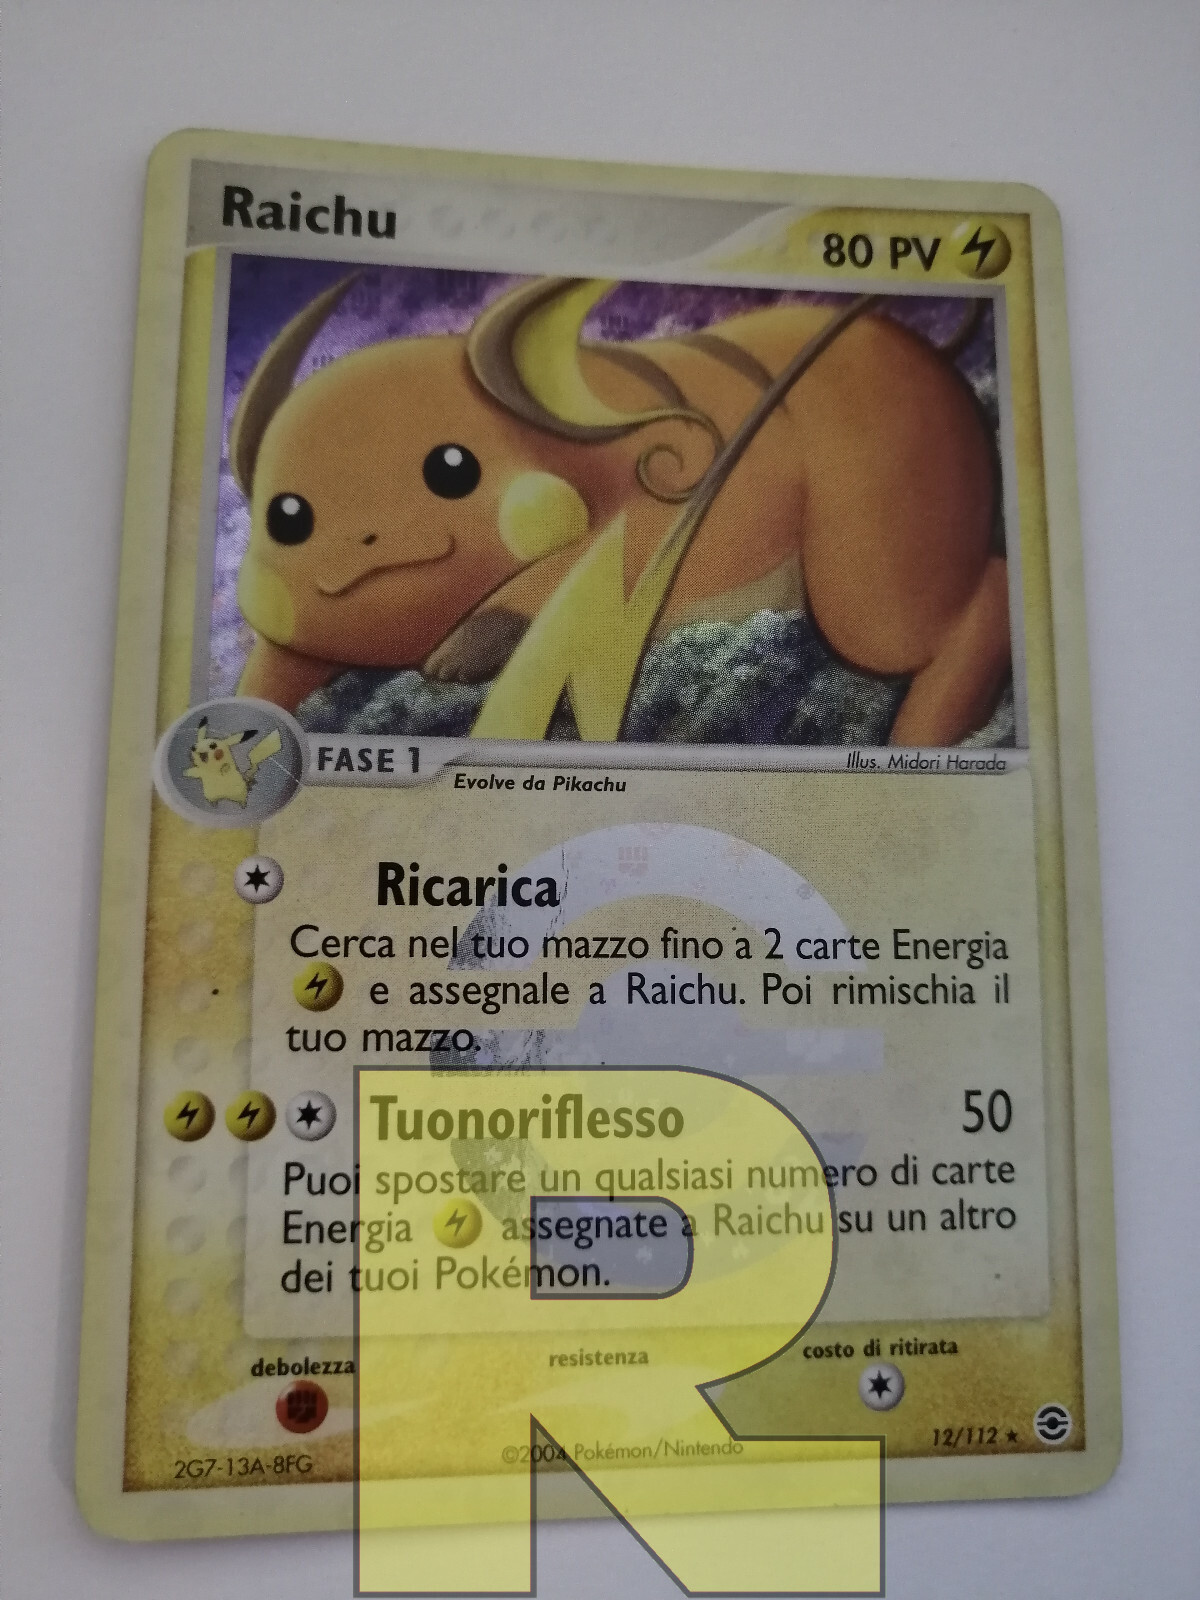 Raichu
80 PV
FASE 1
Illus. Midori Harada
Evolve da Pikachu
Ricarica
Cerca nel tuo mazzo fino a 2 carte Energia
e assegnale a Raichu. Poi rimischia il
tuo mazzo.
Tuonoriflesso 50
Puoi spostare un qualsiasi numero di carte
Energia assegnate a Raichu su un altro
dei tuoi Pokémon.
debolezza resistenza costo di ritirata
12/112 ★
©2004 Pokémon/Nintendo
2G7-13A-8FG
R